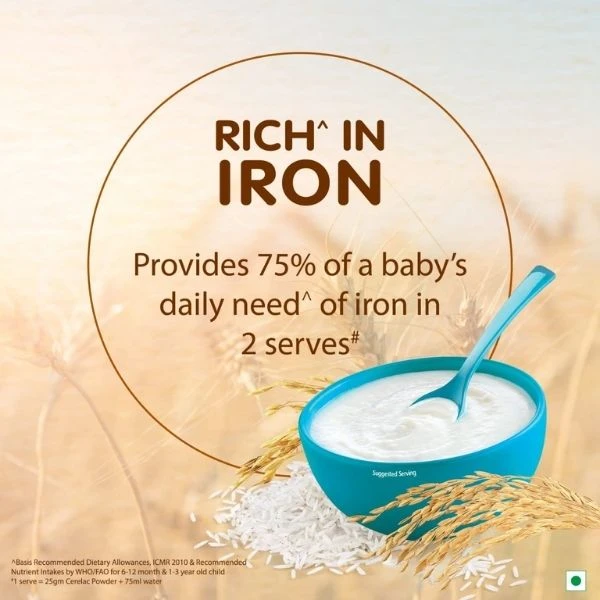 RICH^ IN
IRON
Provides 75% of a baby's
daily need^ of iron in
2 serves#
Suggested Serving
^Basis Recommended Dietary Allowances, ICMR 2010 & Recommended
Nutrient Intakes by WHO/FAO for 6-12 month & 1-3 year old child
#1 serve = 25gm Cerelac Powder + 75ml water